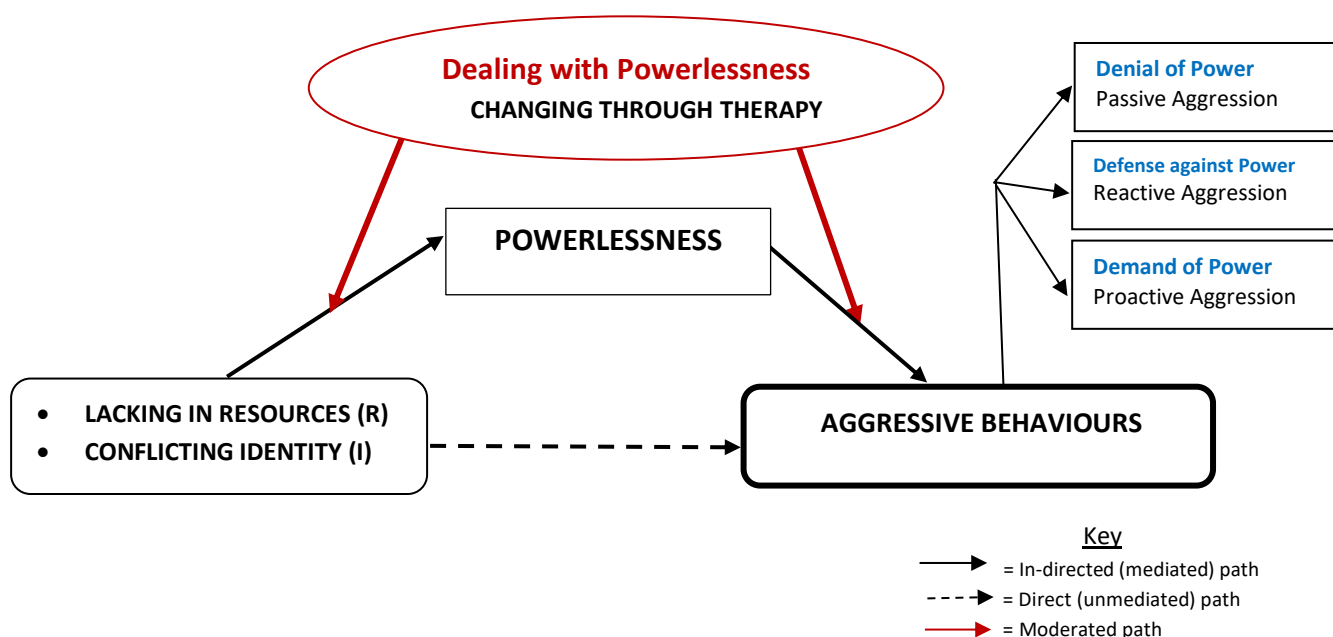 Dealing with Powerlessness
CHANGING THROUGH THERAPY
Denial of Power
Passive Aggression
Defense against Power
Reactive Aggression
Demand of Power
Proactive Aggression
POWERLESSNESS
• LACKING IN RESOURCES (R)
• CONFLICTING IDENTITY (I)
AGGRESSIVE BEHAVIOURS
Key
= In-directed (mediated) path
= Direct (unmediated) path
= Moderated path